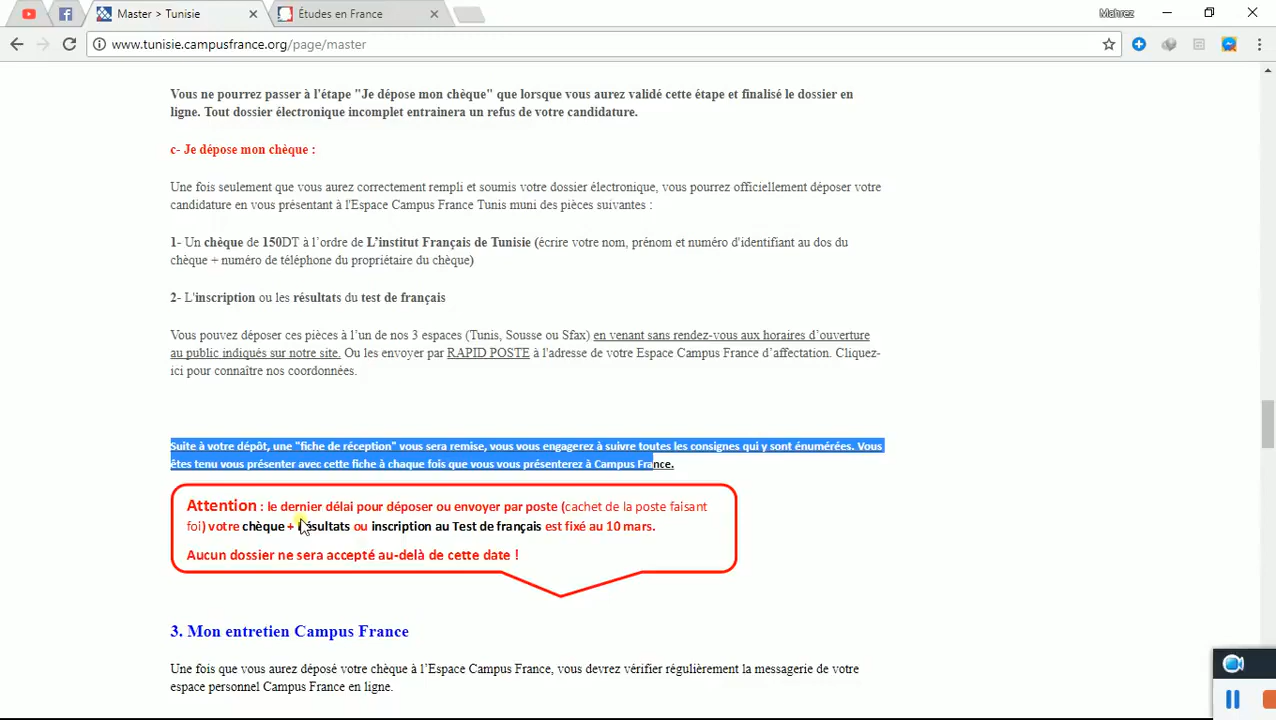 Master > Tunisie
Études en France
Mahrez
www.tunisie.campusfrance.org/page/master
Vous ne pourrez passer à l'étape "Je dépose mon chèque" que lorsque vous aurez validé cette étape et finalisé le dossier en
ligne. Tout dossier électronique incomplet entrainera un refus de votre candidature.
c- Je dépose mon chèque :
Une fois seulement que vous aurez correctement rempli et soumis votre dossier électronique, vous pourrez officiellement déposer votre
candidature en vous présentant à l'Espace Campus France Tunis muni des pièces suivantes :
1- Un chèque de 150DT à l'ordre de L'institut Français de Tunisie (écrire votre nom, prénom et numéro d'identifiant au dos du
chèque + numéro de téléphone du propriétaire du chèque)
2- L'inscription ou les résultats du test de français
Vous pouvez déposer ces pièces à l'un de nos 3 espaces (Tunis, Sousse ou Sfax) en venant sans rendez-vous aux horaires d'ouverture
au public indiqués sur notre site. Ou les envoyer par RAPID POSTE à l'adresse de votre Espace Campus France d'affectation. Cliquez-
ici pour connaître nos coordonnées.
Suite à votre dépôt, une "fiche de réception" vous sera remise, vous vous engagerez à suivre toutes les consignes qui y sont énumérées. Vous
êtes tenu vous présenter avec cette fiche à chaque fois que vous vous présenterez à Campus France.
Attention : le dernier délai pour déposer ou envoyer par poste (cachet de la poste faisant
foi) votre chèque + résultats ou inscription au Test de français est fixé au 10 mars.
Aucun dossier ne sera accepté au-delà de cette date !
3. Mon entretien Campus France
Une fois que vous aurez déposé votre chèque à l'Espace Campus France, vous devrez vérifier régulièrement la messagerie de votre
espace personnel Campus France en ligne.